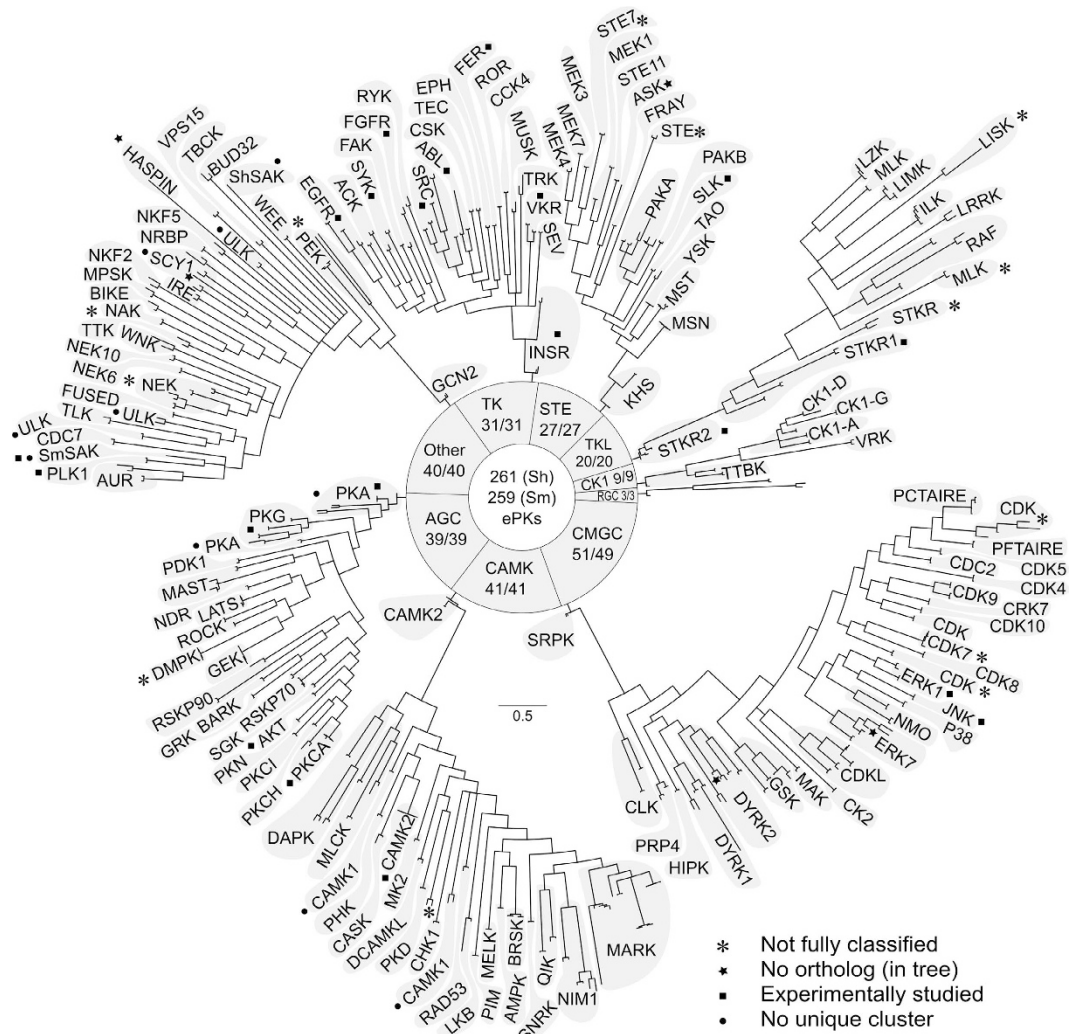 STE7 *
MEK1
STE11
ASK ★
FRAY
STE *
MEK3
MEK7
MEK4
PAKB
PAKA
SLK ■
TAO
YSK
MST
MSN
KHS
FER ■
ROR
CCK4
MUSK
TRK
■
VKR
SEV
EPH
TEC
CSK
ABL ■
SRC
■
RYK
FGFR
■
FAK
SYK
■
ACK
EGFR ■
INSR ■
VPS15
TBCK
BUD32
★ HASPIN
ShSAK ●
WEE
* PEK
NKF5
NRBP
● ULK
NKF2
● SCY1
MPSK
★ IRE
BIKE
* NAK
TTK
WNK
NEK10
NEK6 *
NEK
FUSED
● ULK
TLK
● ULK
CDC7
■ ● SmSAK
■ PLK1
AUR
GCN2
LISK *
LZK
MLK
LIMK
ILK
LRRK
RAF
MLK *
STKR *
STKR1 ■
STKR2 ■
CK1-D
CK1-G
CK1-A
VRK
TTBK
TK
31/31
STE
27/27
TKL
20/20
CK1 9/9
RGC 3/3
CMGC
51/49
CAMK
41/41
AGC
39/39
Other
40/40
261 (Sh)
259 (Sm)
ePKs
● PKA ■
PKG ■
● PKA
PDK1
MAST
NDR
LATS
ROCK
* DMPK
GEK
RSKP90
GRK
BARK
RSKP70
SGK
■ AKT
PKN
PKCI
PKCA
■
PKCH
CAMK2
DAPK
MLCK
● CAMK1
PHK
CASK
■ MK2
CAMK2
DCAMKL
PKD
CHK1
*
● CAMK1
RAD53
LKB
PIM
MELK
AMPK
BRSK
SNRK
QIK
NIM1
MARK
SRPK
0.5
CLK
PRP4
HIPK
DYRK1
★
DYRK2
GSK
MAK
CK2
CDKL
★ ERK7
NMO
P38
JNK ■
ERK1 ■
CDK8
CDK *
CDK7 *
CDK
CDK10
CRK7
CDK9
CDK4
CDK5
CDC2
PFTAIRE
CDK *
PCTAIRE
* Not fully classified
★ No ortholog (in tree)
■ Experimentally studied
● No unique cluster